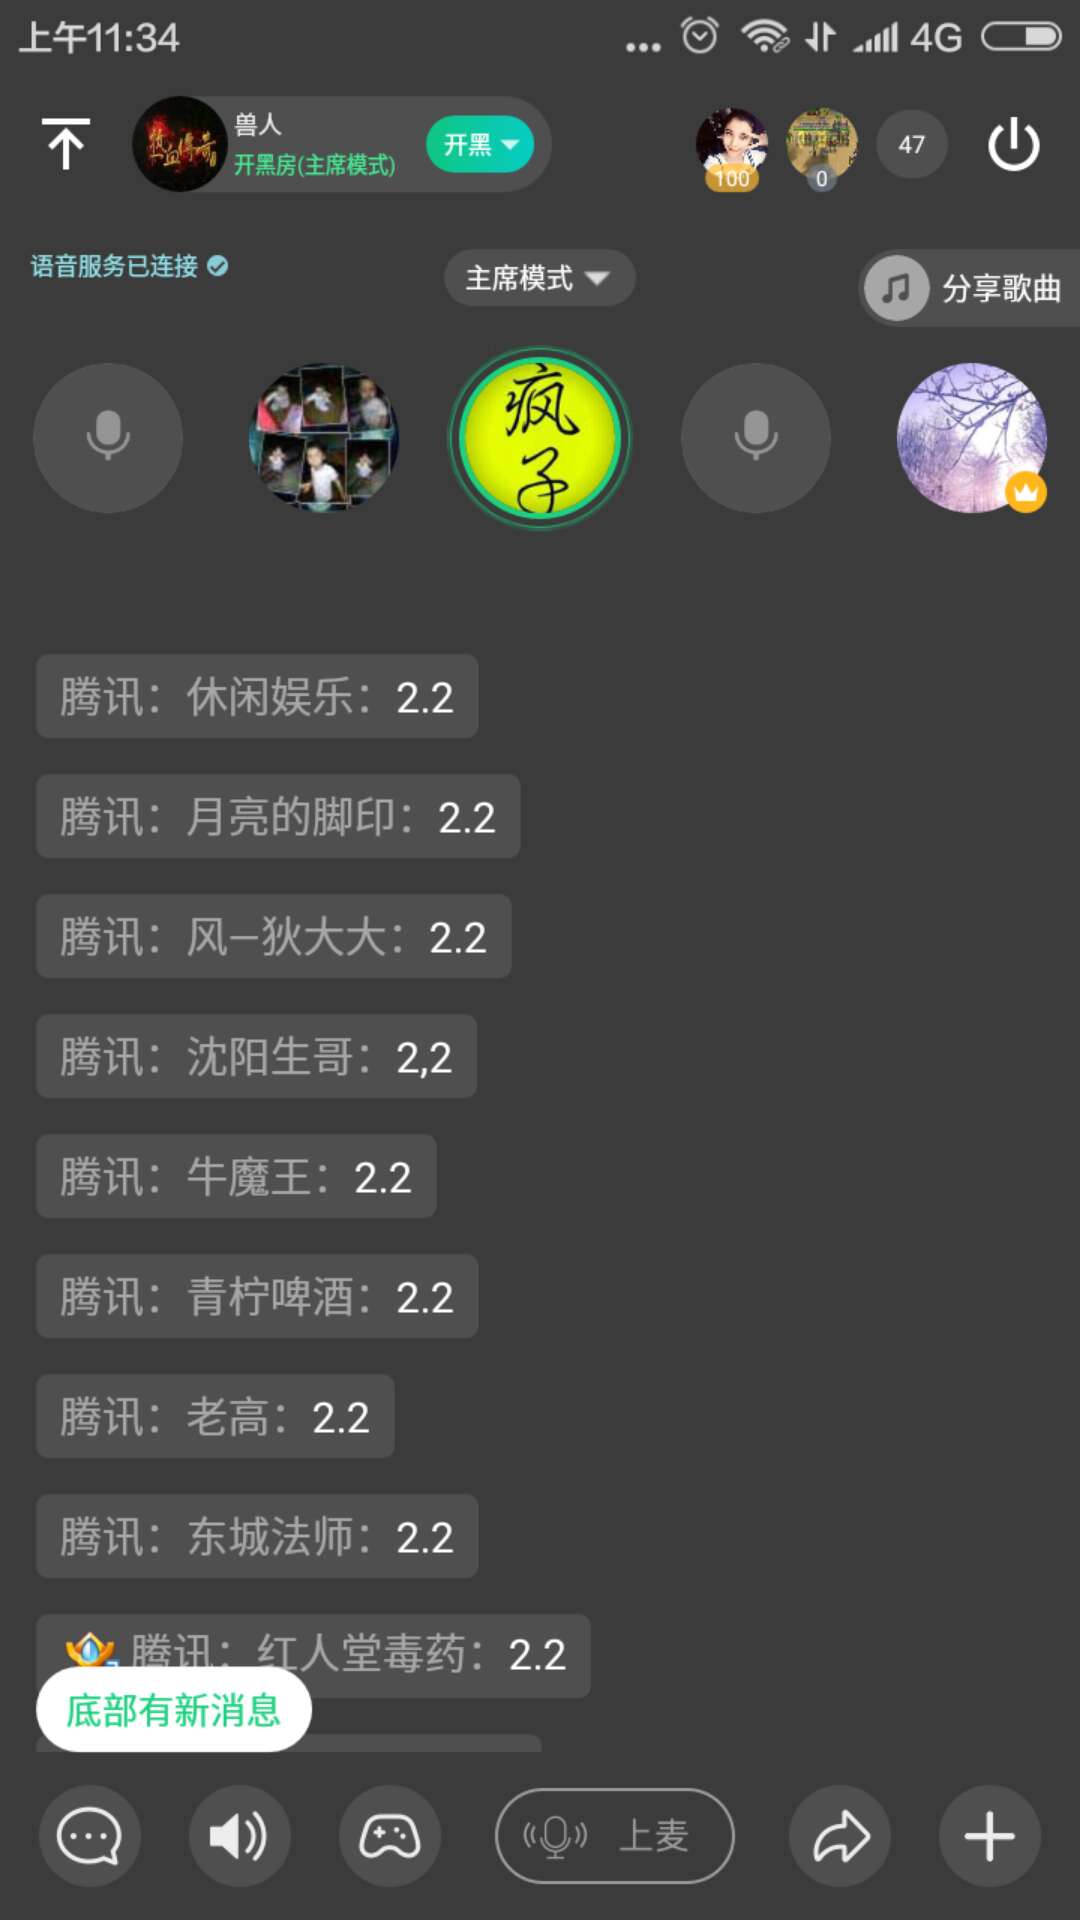 上午11:34
4G
热血传奇
兽人
开黑房(主席模式)
开黑
100
0
47
语音服务已连接
主席模式
分享歌曲
疯子
腾讯：休闲娱乐：2.2
腾讯：月亮的脚印：2.2
腾讯：风—狄大大：2.2
腾讯：沈阳生哥：2,2
腾讯：牛魔王：2.2
腾讯：青柠啤酒：2.2
腾讯：老高：2.2
腾讯：东城法师：2.2
腾讯：红人堂毒药：2.2
底部有新消息
上麦